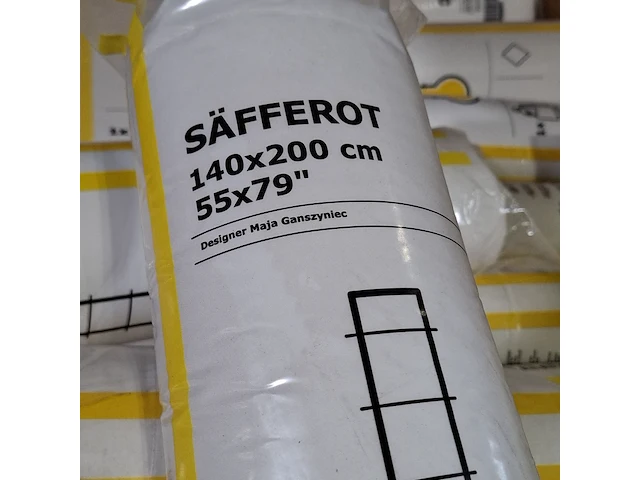 SÄFFEROT
140x200 cm
55x79"
Designer Maja Ganszyniec